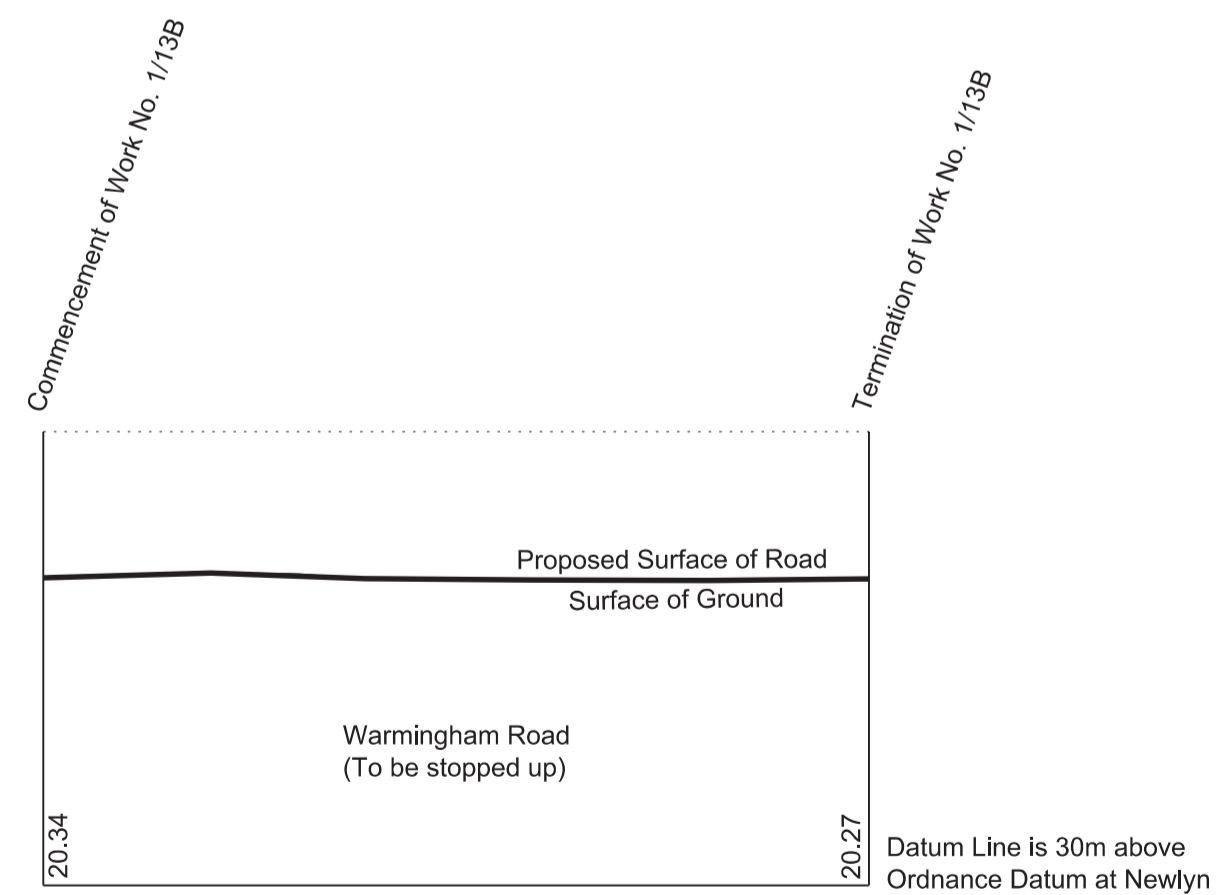 Commencement of Work No. 1/13B
Termination of Work No. 1/13B
Proposed Surface of Road
Surface of Ground
Warmingham Road
(To be stopped up)
20.34
20.27
Datum Line is 30m above
Ordnance Datum at Newlyn